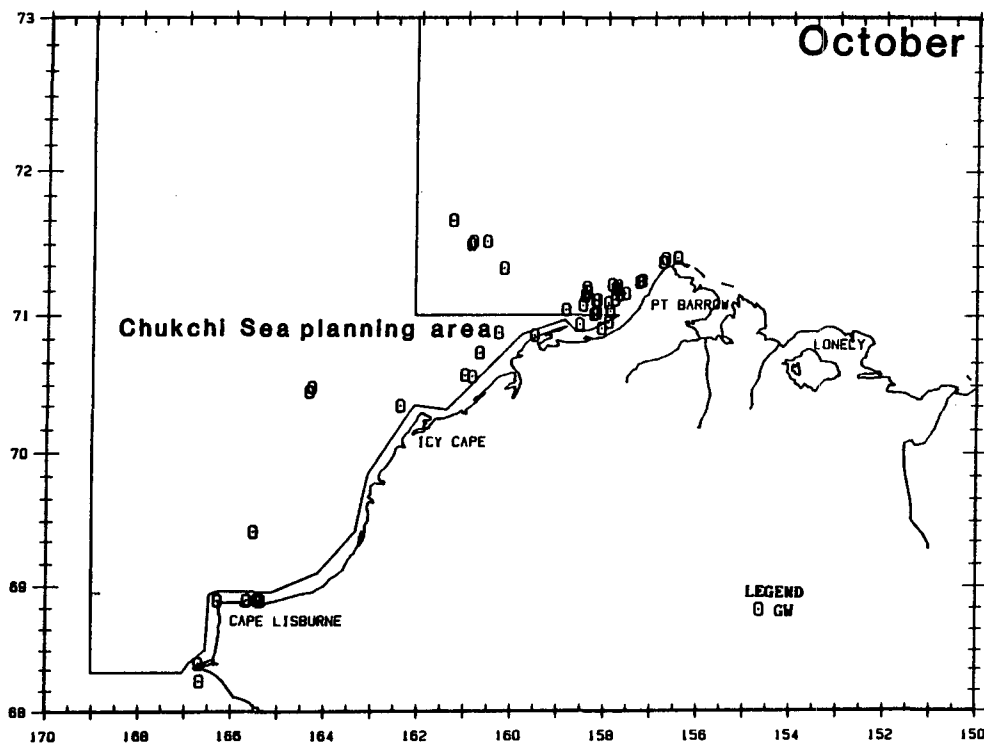 73
October
72
71
Chukchi Sea planning area
PT BARROW
LONELY
70
ICY CAPE
69
LEGEND
0 GW
CAPE LISBURNE
68
170 168 166 164 162 160 158 156 154 152 150